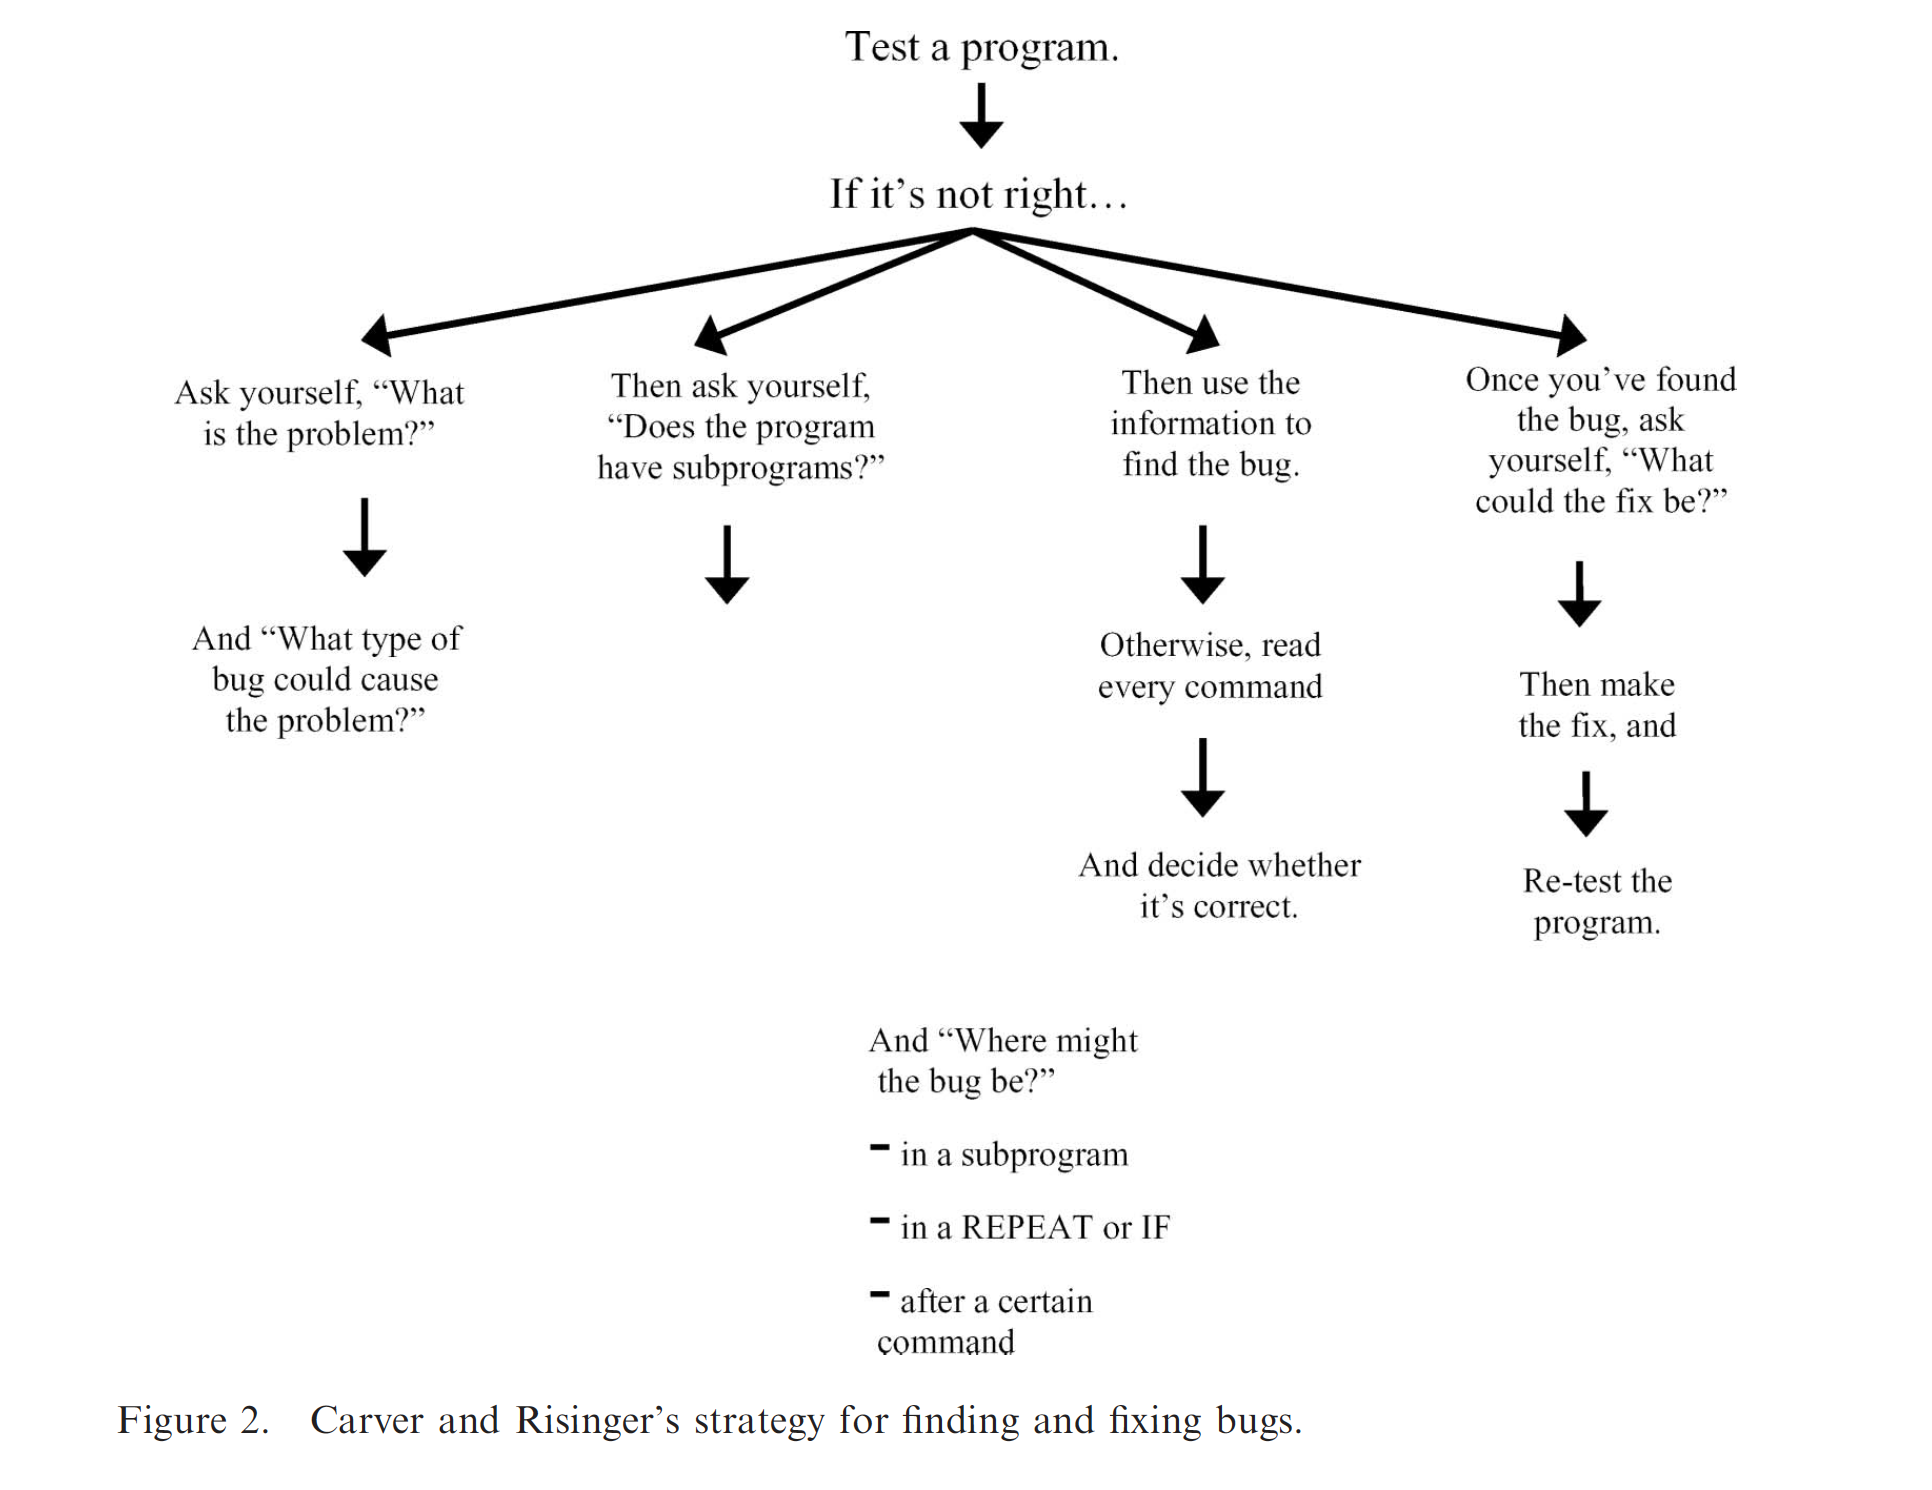 Test a program.
If it’s not right…
Ask yourself, “What
is the problem?”
And “What type of
bug could cause
the problem?”
Then ask yourself,
“Does the program
have subprograms?”
Then use the
information to
find the bug.
Otherwise, read
every command
And decide whether
it’s correct.
Once you’ve found
the bug, ask
yourself, “What
could the fix be?”
Then make
the fix, and
Re-test the
program.
And “Where might
the bug be?”
- in a subprogram
- in a REPEAT or IF
- after a certain
command
Figure 2. Carver and Risinger’s strategy for finding and fixing bugs.